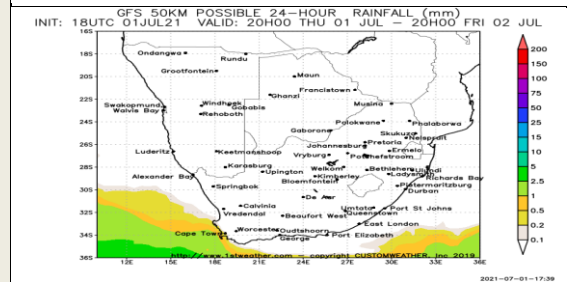 GFS 50KM POSSIBLE 24-HOUR RAINFALL (mm)
INIT: 18UTC 01JUL21 VALID: 20H00 THU 01 JUL - 20H00 FRI 02 JUL
16S
18S
20S
22S
24S
26S
28S
30S
32S
34S
36S
Ondangwa
Rundu
Grootfontein
Maun
Francistown
Ghanzi
Musina
Swakopmund
Windhoek
Gobabis
Walvis Bay
Rehoboth
Polokwane
Phalaborwa
Gaborone
Skukuza
Nelspruit
Pretoria
Johannesburg
Ermelo
Luderitz
Keetmanshoop
Vryburg
Potchefstroom
Karasburg
Upington
Welkom
Bethlehem
Ulundi
Ladysmith
Kimberley
Richards Bay
Alexander Bay
Bloemfontein
Springbok
Pietermaritzburg
Durban
De Aar
Calvinia
Vredendal
Umtata
Port St Johns
Queenstown
Beaufort West
East London
Worcester
Oudtshoorn
Cape Town
George
Port Elizabeth
http://www.1stweather.com - copyright CUSTOMWEATHER, Inc 2019
12E 15E 18E 21E 24E 27E 30E 33E 36E
200
150
100
75
50
25
15
10
5
2.5
1
0.5
0.2
0.1
2021-07-01-17:39